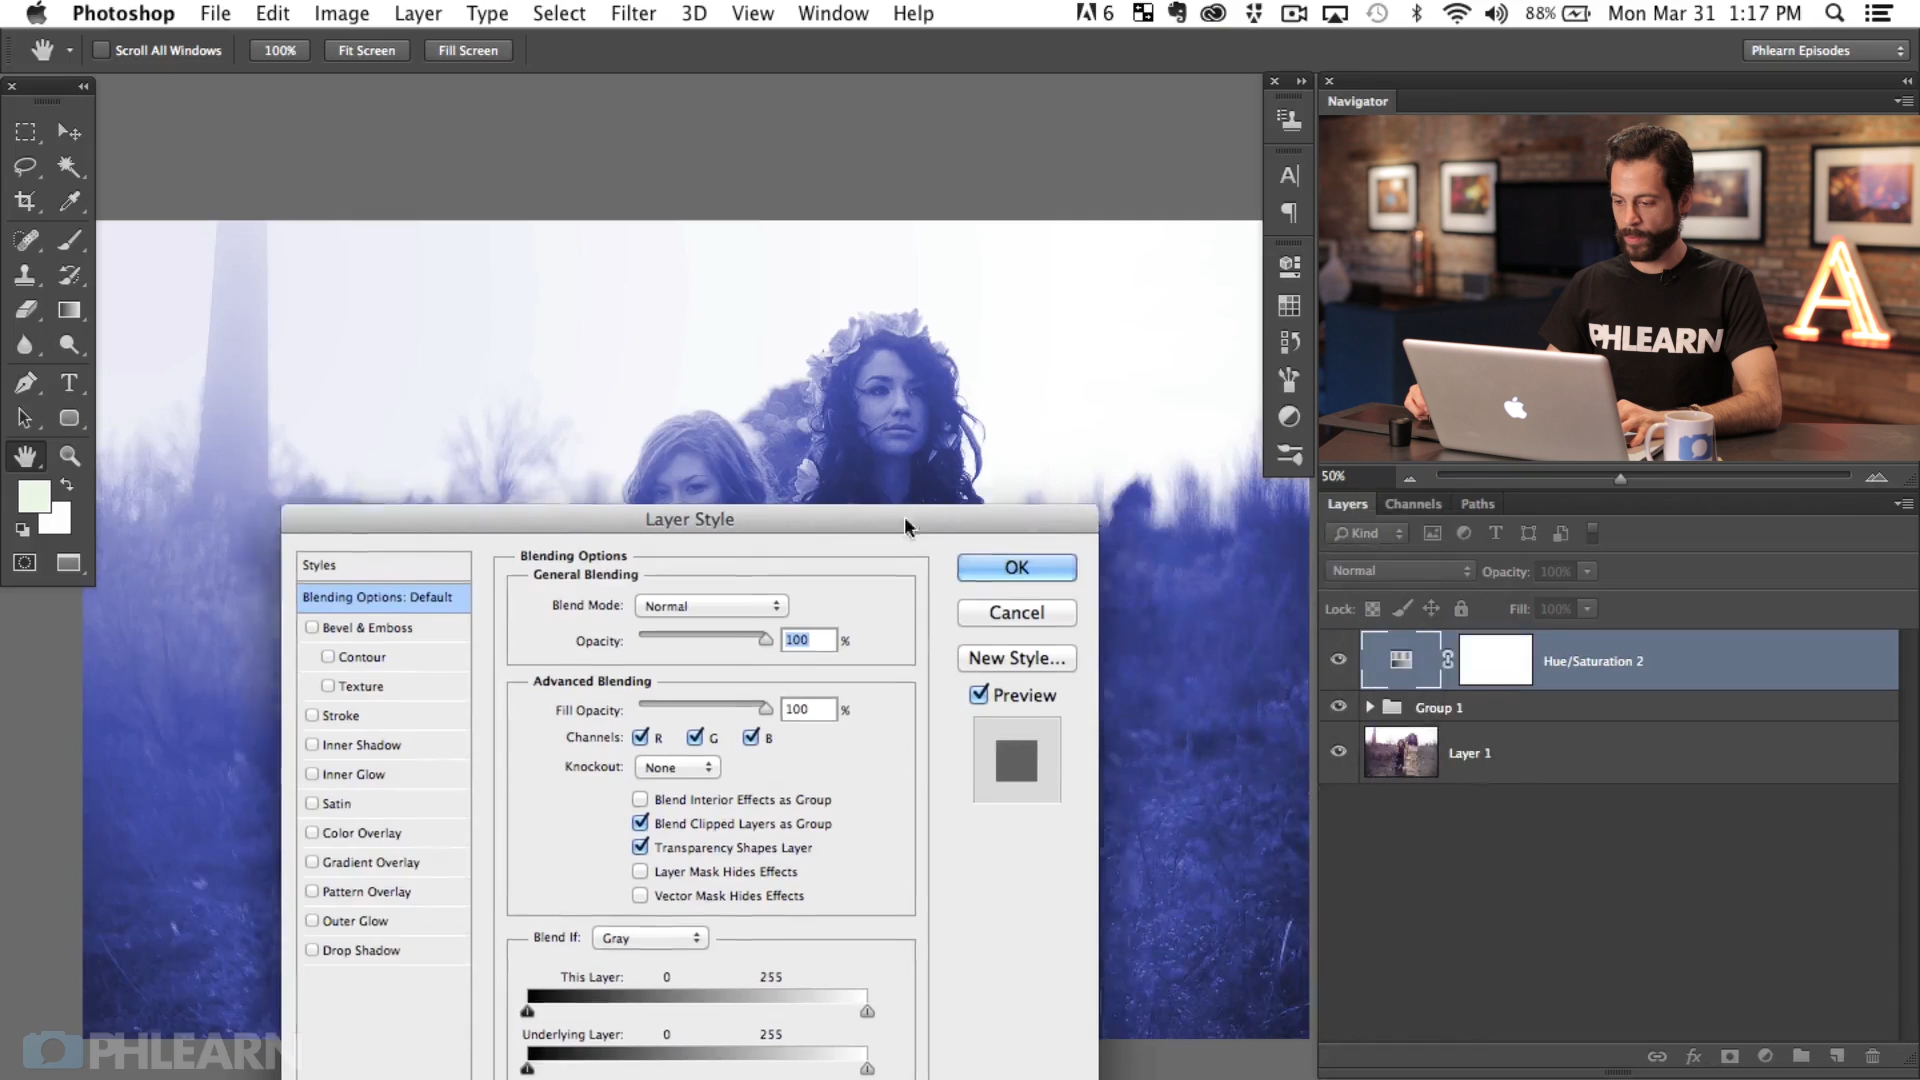 Photoshop File Edit Image Layer Type Select Filter 3D View Window Help 6 88% Mon Mar 31 1:17 PM
Scroll All Windows 100% Fit Screen Fill Screen Phlearn Episodes
Navigator
PHLEARN
A
50%
Layers Channels Paths
Kind
Normal Opacity: 100%
Lock: Fill: 100%
Hue/Saturation 2
Group 1
Layer 1
Layer Style
Styles
Blending Options: Default
Bevel & Emboss
Contour
Texture
Stroke
Inner Shadow
Inner Glow
Satin
Color Overlay
Gradient Overlay
Pattern Overlay
Outer Glow
Drop Shadow
Blending Options
General Blending
Blend Mode: Normal
Opacity: 100 %
Advanced Blending
Fill Opacity: 100 %
Channels: R G B
Knockout: None
Blend Interior Effects as Group
Blend Clipped Layers as Group
Transparency Shapes Layer
Layer Mask Hides Effects
Vector Mask Hides Effects
Blend If: Gray
This Layer: 0 255
Underlying Layer: 0 255
OK
Cancel
New Style...
Preview
PHLEARN